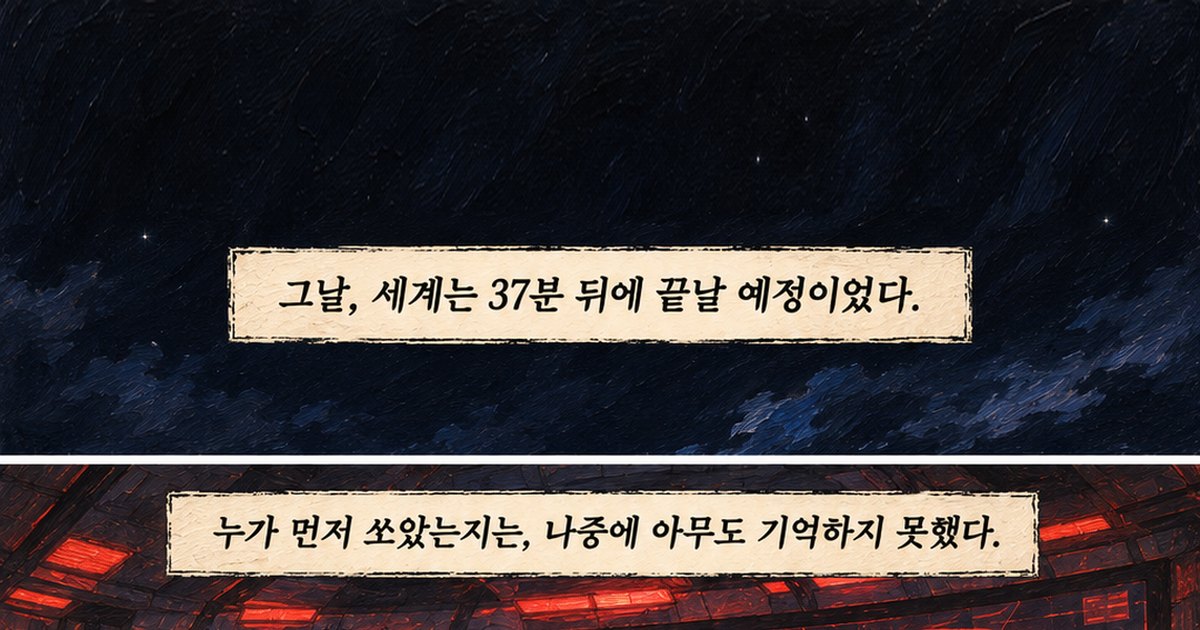 그날, 세계는 37분 뒤에 끝날 예정이었다.
누가 먼저 쏘았는지는, 나중에 아무도 기억하지 못했다.